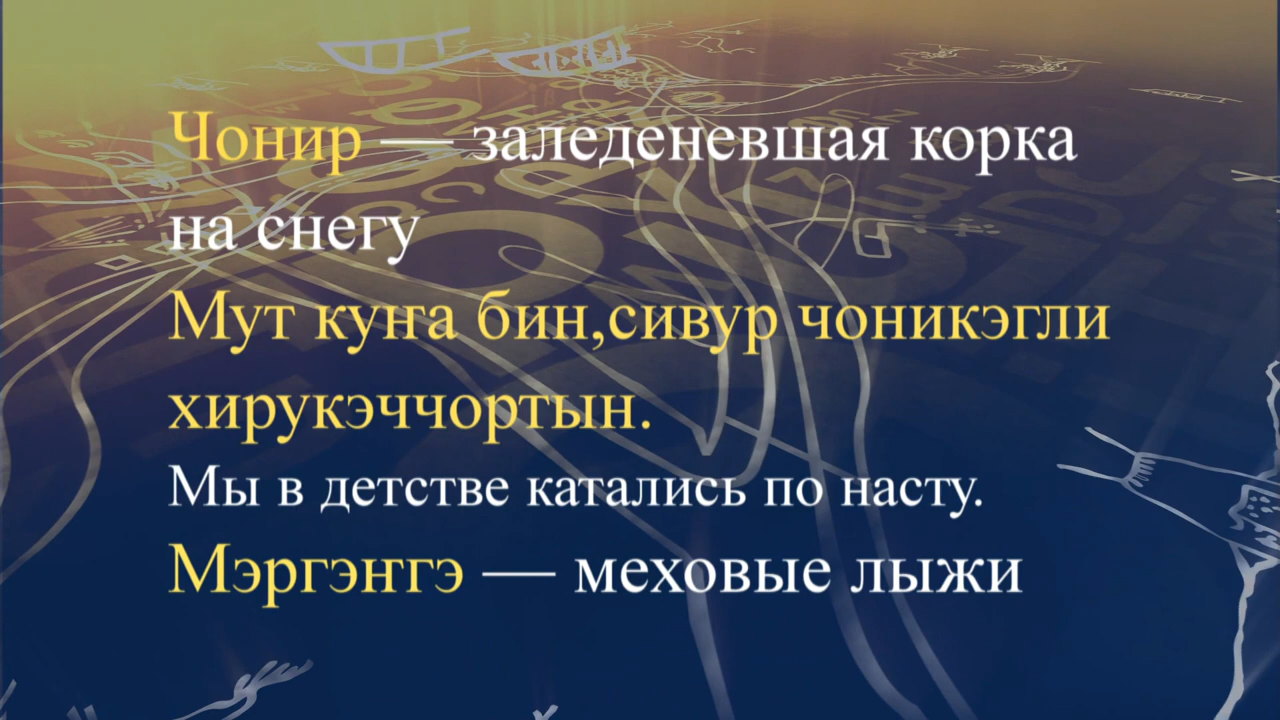 Чонир — заледеневшая корка
на снегу
Мут куӈа бин,сивур чоникэгли
хирукэччортын.
Мы в детстве катались по насту.
Мэргэӈгэ — меховые лыжи